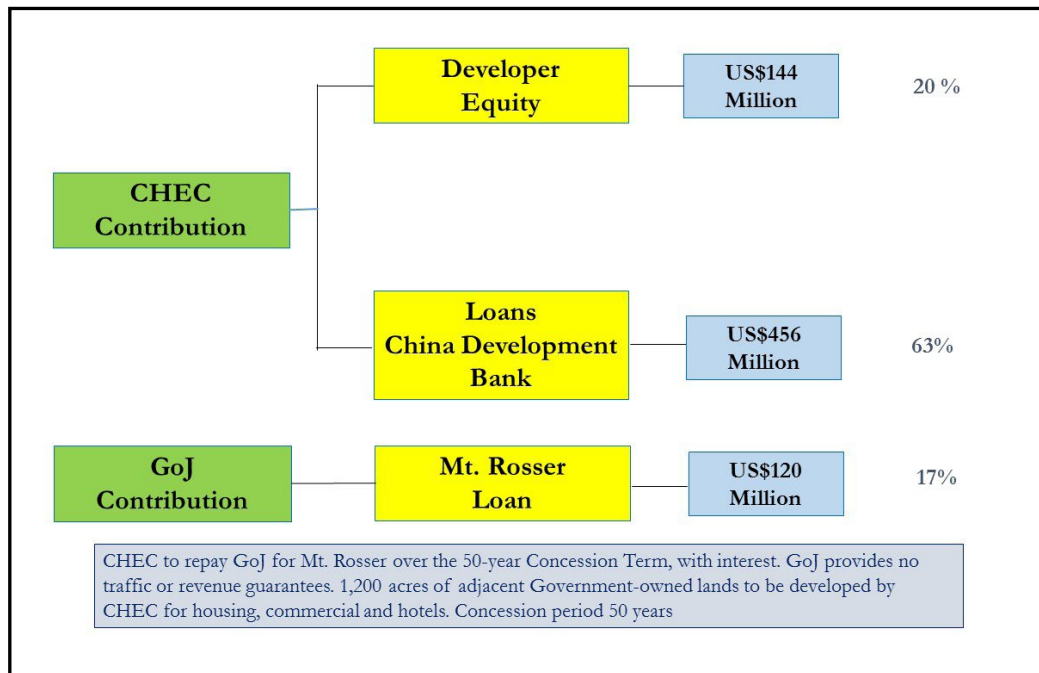 Developer
Equity
US$144
Million
20 %
CHEC
Contribution
Loans
China Development
Bank
US$456
Million
63%
GoJ
Contribution
Mt. Rosser
Loan
US$120
Million
17%
CHEC to repay GoJ for Mt. Rosser over the 50-year Concession Term, with interest. GoJ provides no
traffic or revenue guarantees. 1,200 acres of adjacent Government-owned lands to be developed by
CHEC for housing, commercial and hotels. Concession period 50 years